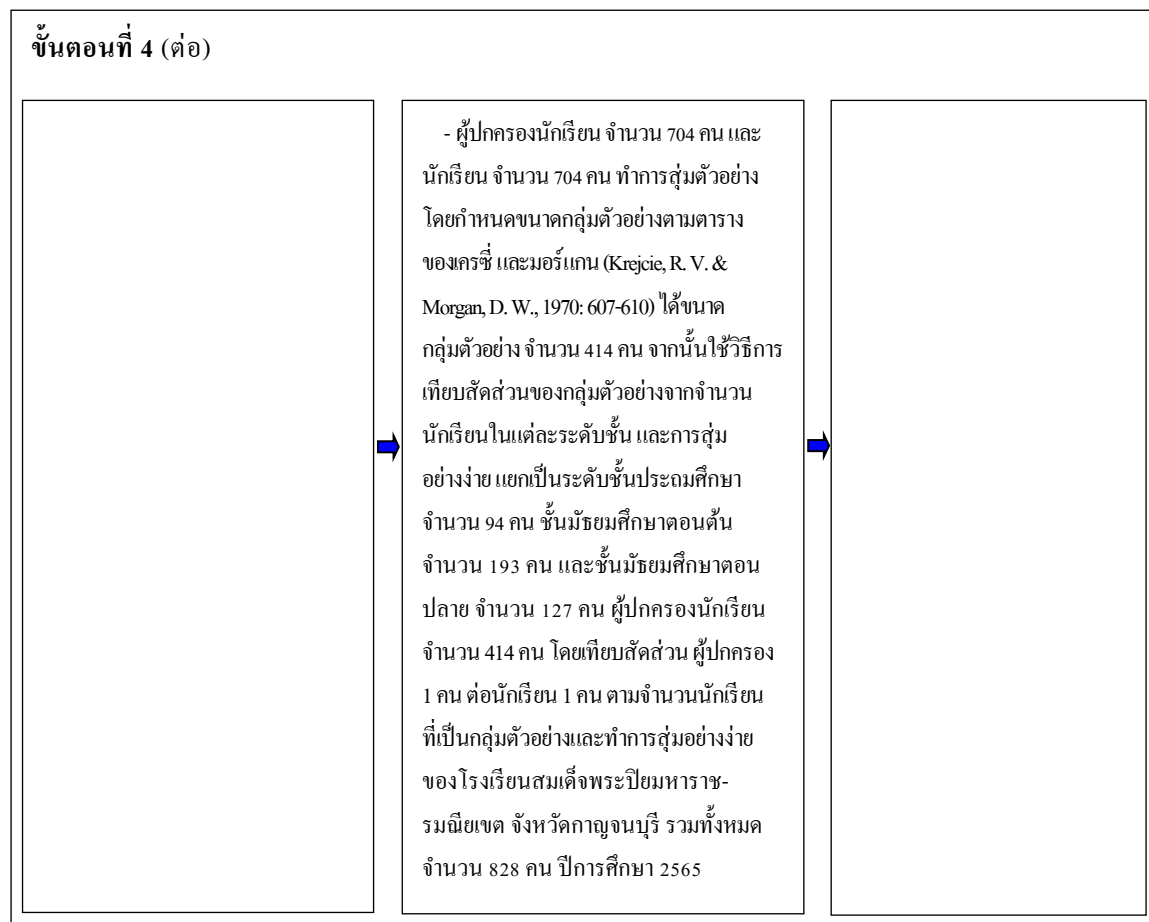 ขั้นตอนที่ 4 (ต่อ)
- ผู้ปกครองนักเรียน จำนวน 704 คน และ
นักเรียน จำนวน 704 คน ทำการสุ่มตัวอย่าง
โดยกำหนดขนาดกลุ่มตัวอย่างตามตาราง
ของเครซี่ และมอร์แกน (Krejcie, R. V. &
Morgan, D. W., 1970: 607-610) ได้ขนาด
กลุ่มตัวอย่าง จำนวน 414 คน จากนั้นใช้วิธีการ
เทียบสัดส่วนของกลุ่มตัวอย่างจากจำนวน
นักเรียนในแต่ละระดับชั้น และการสุ่ม
อย่างง่าย แยกเป็นระดับชั้นประถมศึกษา
จำนวน 94 คน ชั้นมัธยมศึกษาตอนต้น
จำนวน 193 คน และชั้นมัธยมศึกษาตอน
ปลาย จำนวน 127 คน ผู้ปกครองนักเรียน
จำนวน 414 คน โดยเทียบสัดส่วน ผู้ปกครอง
1 คน ต่อนักเรียน 1 คน ตามจำนวนนักเรียน
ที่เป็นกลุ่มตัวอย่างและทำการสุ่มอย่างง่าย
ของโรงเรียนสมเด็จพระปิยมหาราช-
รมณียเขต จังหวัดกาญจนบุรี รวมทั้งหมด
จำนวน 828 คน ปีการศึกษา 2565